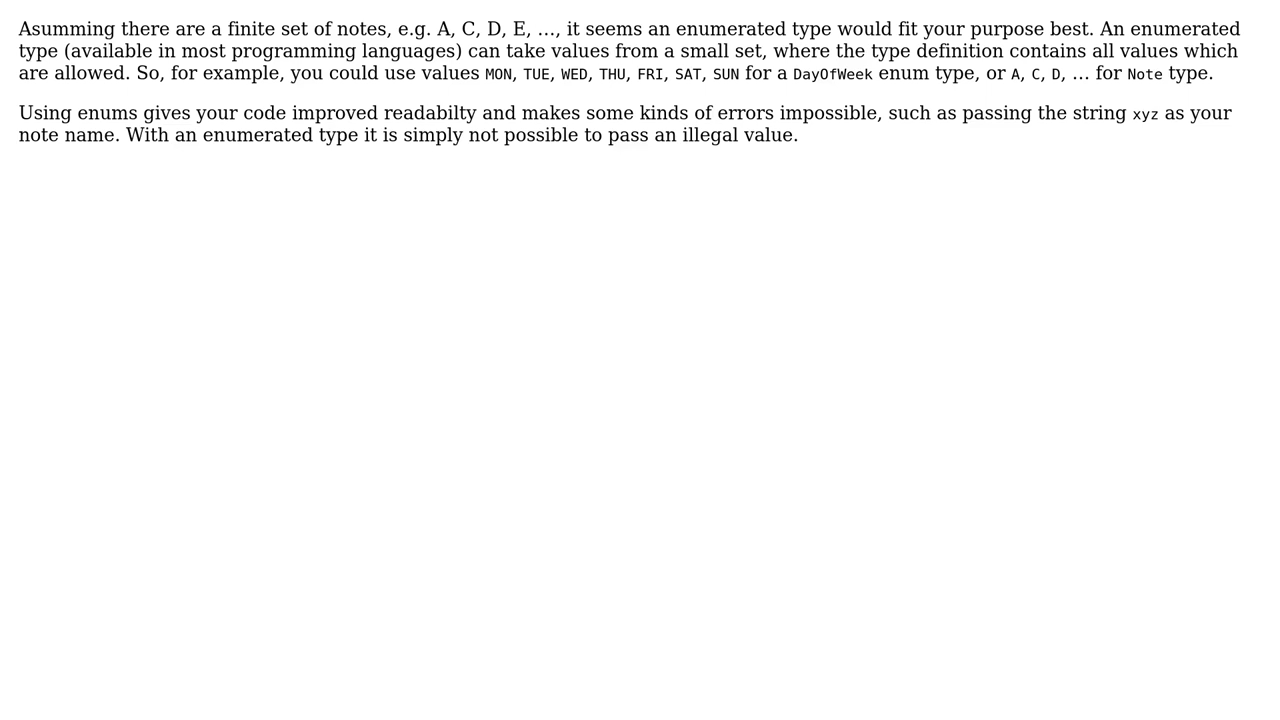 Asumming there are a finite set of notes, e.g. A, C, D, E, …, it seems an enumerated type would fit your purpose best. An enumerated
type (available in most programming languages) can take values from a small set, where the type definition contains all values which
are allowed. So, for example, you could use values MON, TUE, WED, THU, FRI, SAT, SUN for a DayOfWeek enum type, or A, C, D, … for Note type.
Using enums gives your code improved readabilty and makes some kinds of errors impossible, such as passing the string xyz as your
note name. With an enumerated type it is simply not possible to pass an illegal value.